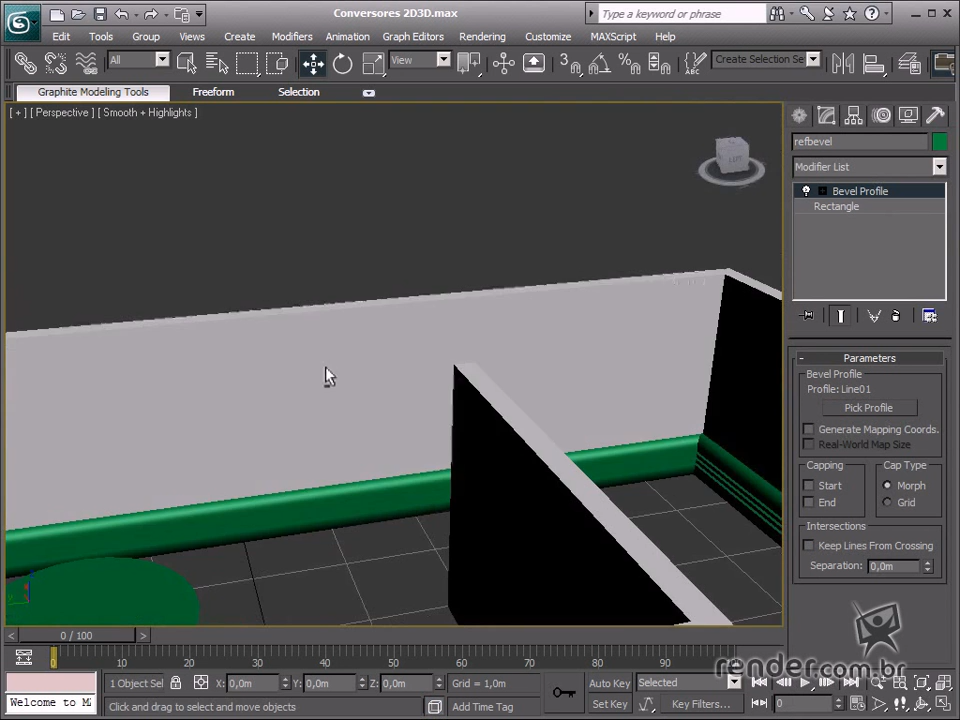 Conversores 2D3D.max
Type a keyword or phrase
Edit Tools Group Views Create Modifiers Animation Graph Editors Rendering Customize MAXScript Help
All View Create Selection Se
Graphite Modeling Tools Freeform Selection
[ + ] [ Perspective ] [ Smooth + Highlights ]
refbevel
Modifier List
Bevel Profile
Rectangle
Parameters
Bevel Profile
Profile: Line01
Pick Profile
Generate Mapping Coords.
Real-World Map Size
Capping Cap Type
Start Morph
End Grid
Intersections
Keep Lines From Crossing
Separation: 0,0m
0 / 100
render.com.br
0 10 20 30 40 50 60 70 80 90
1 Object Sel X: 0,0m Y: 0,0m Z: 0,0m Grid = 1,0m Auto Key Selected
Welcome to M Click and drag to select and move objects Add Time Tag Set Key Key Filters... 0